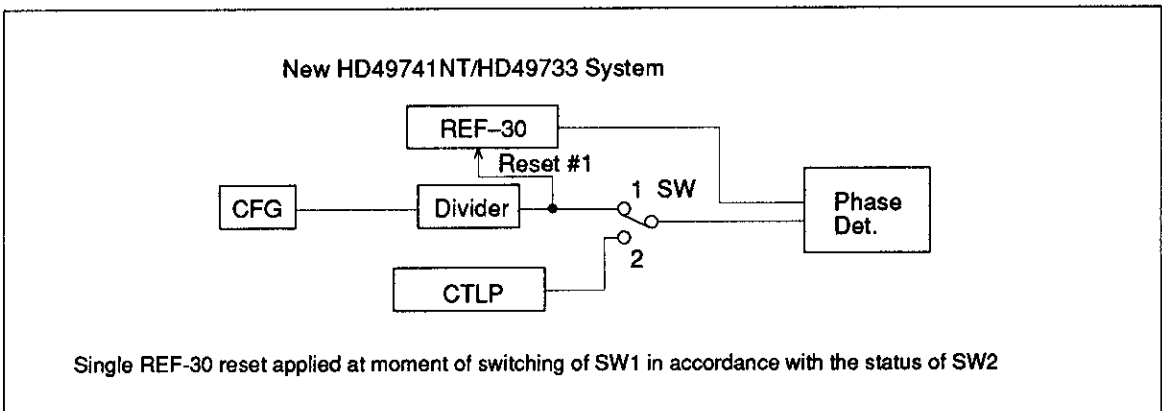 New HD49741NT/HD49733 System
REF–30
Reset #1
1 SW
CFG
Divider
Phase
Det.
2
CTLP
Single REF-30 reset applied at moment of switching of SW1 in accordance with the status of SW2